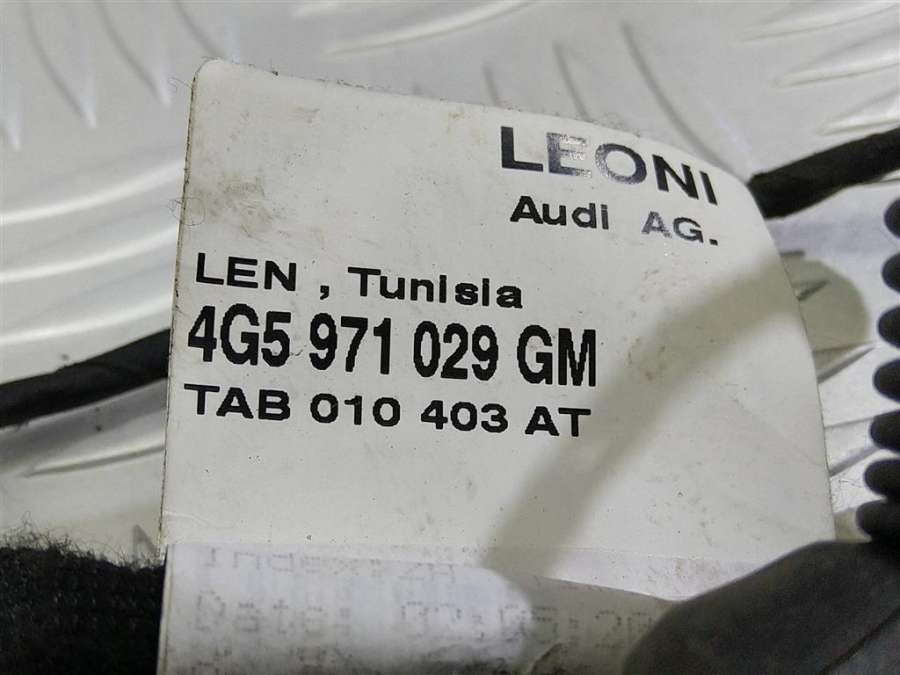 LEONI
Audi AG.
LEN , Tunisia
4G5 971 029 GM
TAB 010 403 AT